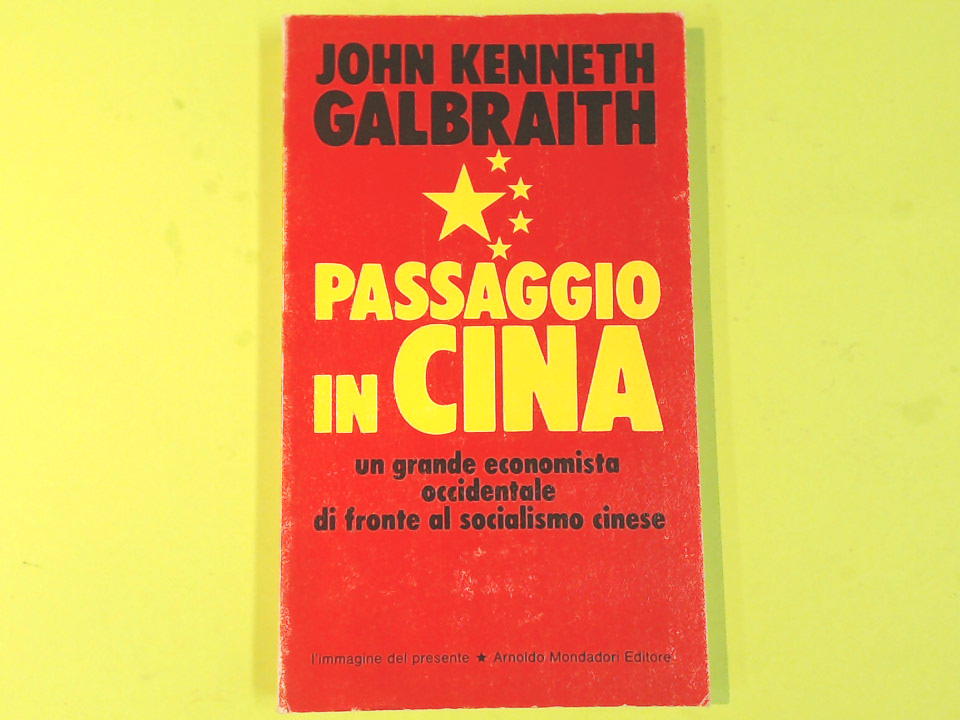 JOHN KENNETH
GALBRAITH
PASSAGGIO
IN CINA
un grande economista
occidentale
di fronte al socialismo cinese
l'immagine del presente ★ Arnoldo Mondadori Editore